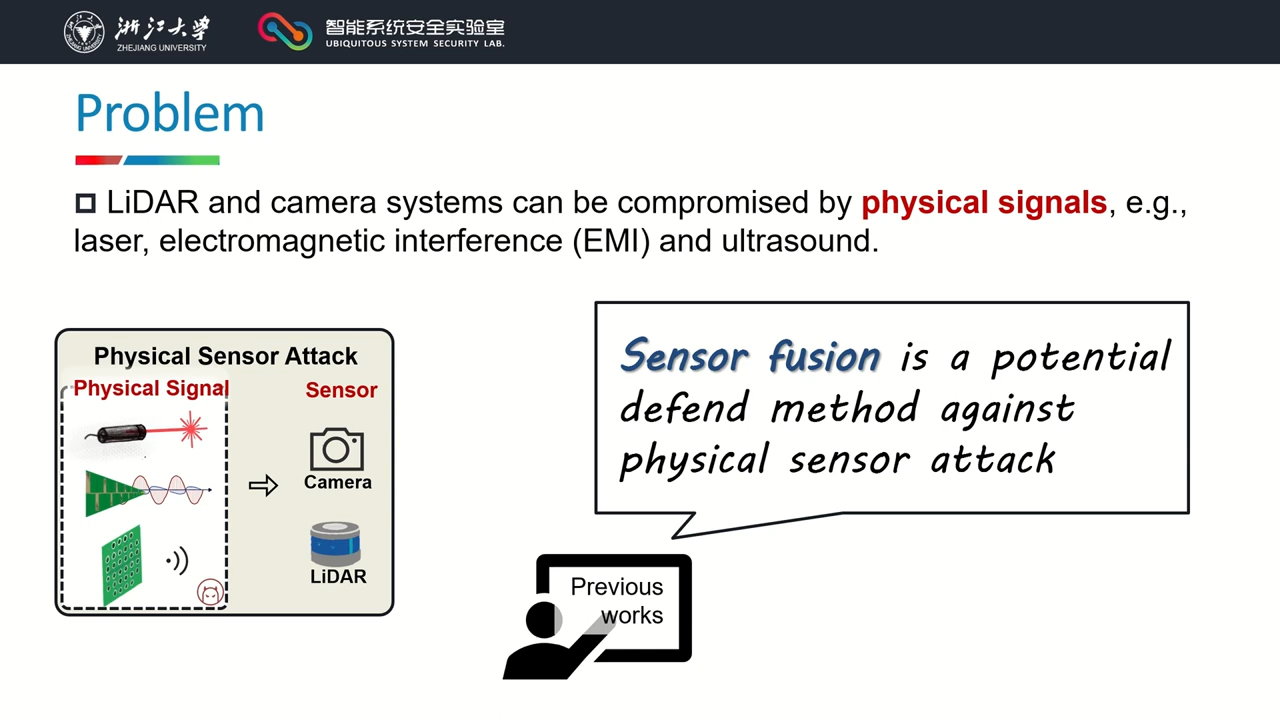 浙江大学
ZHEJIANG UNIVERSITY
智能系统安全实验室
UBIQUITOUS SYSTEM SECURITY LAB.
Problem
LiDAR and camera systems can be compromised by physical signals, e.g.,
laser, electromagnetic interference (EMI) and ultrasound.
Physical Sensor Attack
Physical Signal
Sensor
Camera
LiDAR
Sensor fusion is a potential
defend method against
physical sensor attack
Previous
works